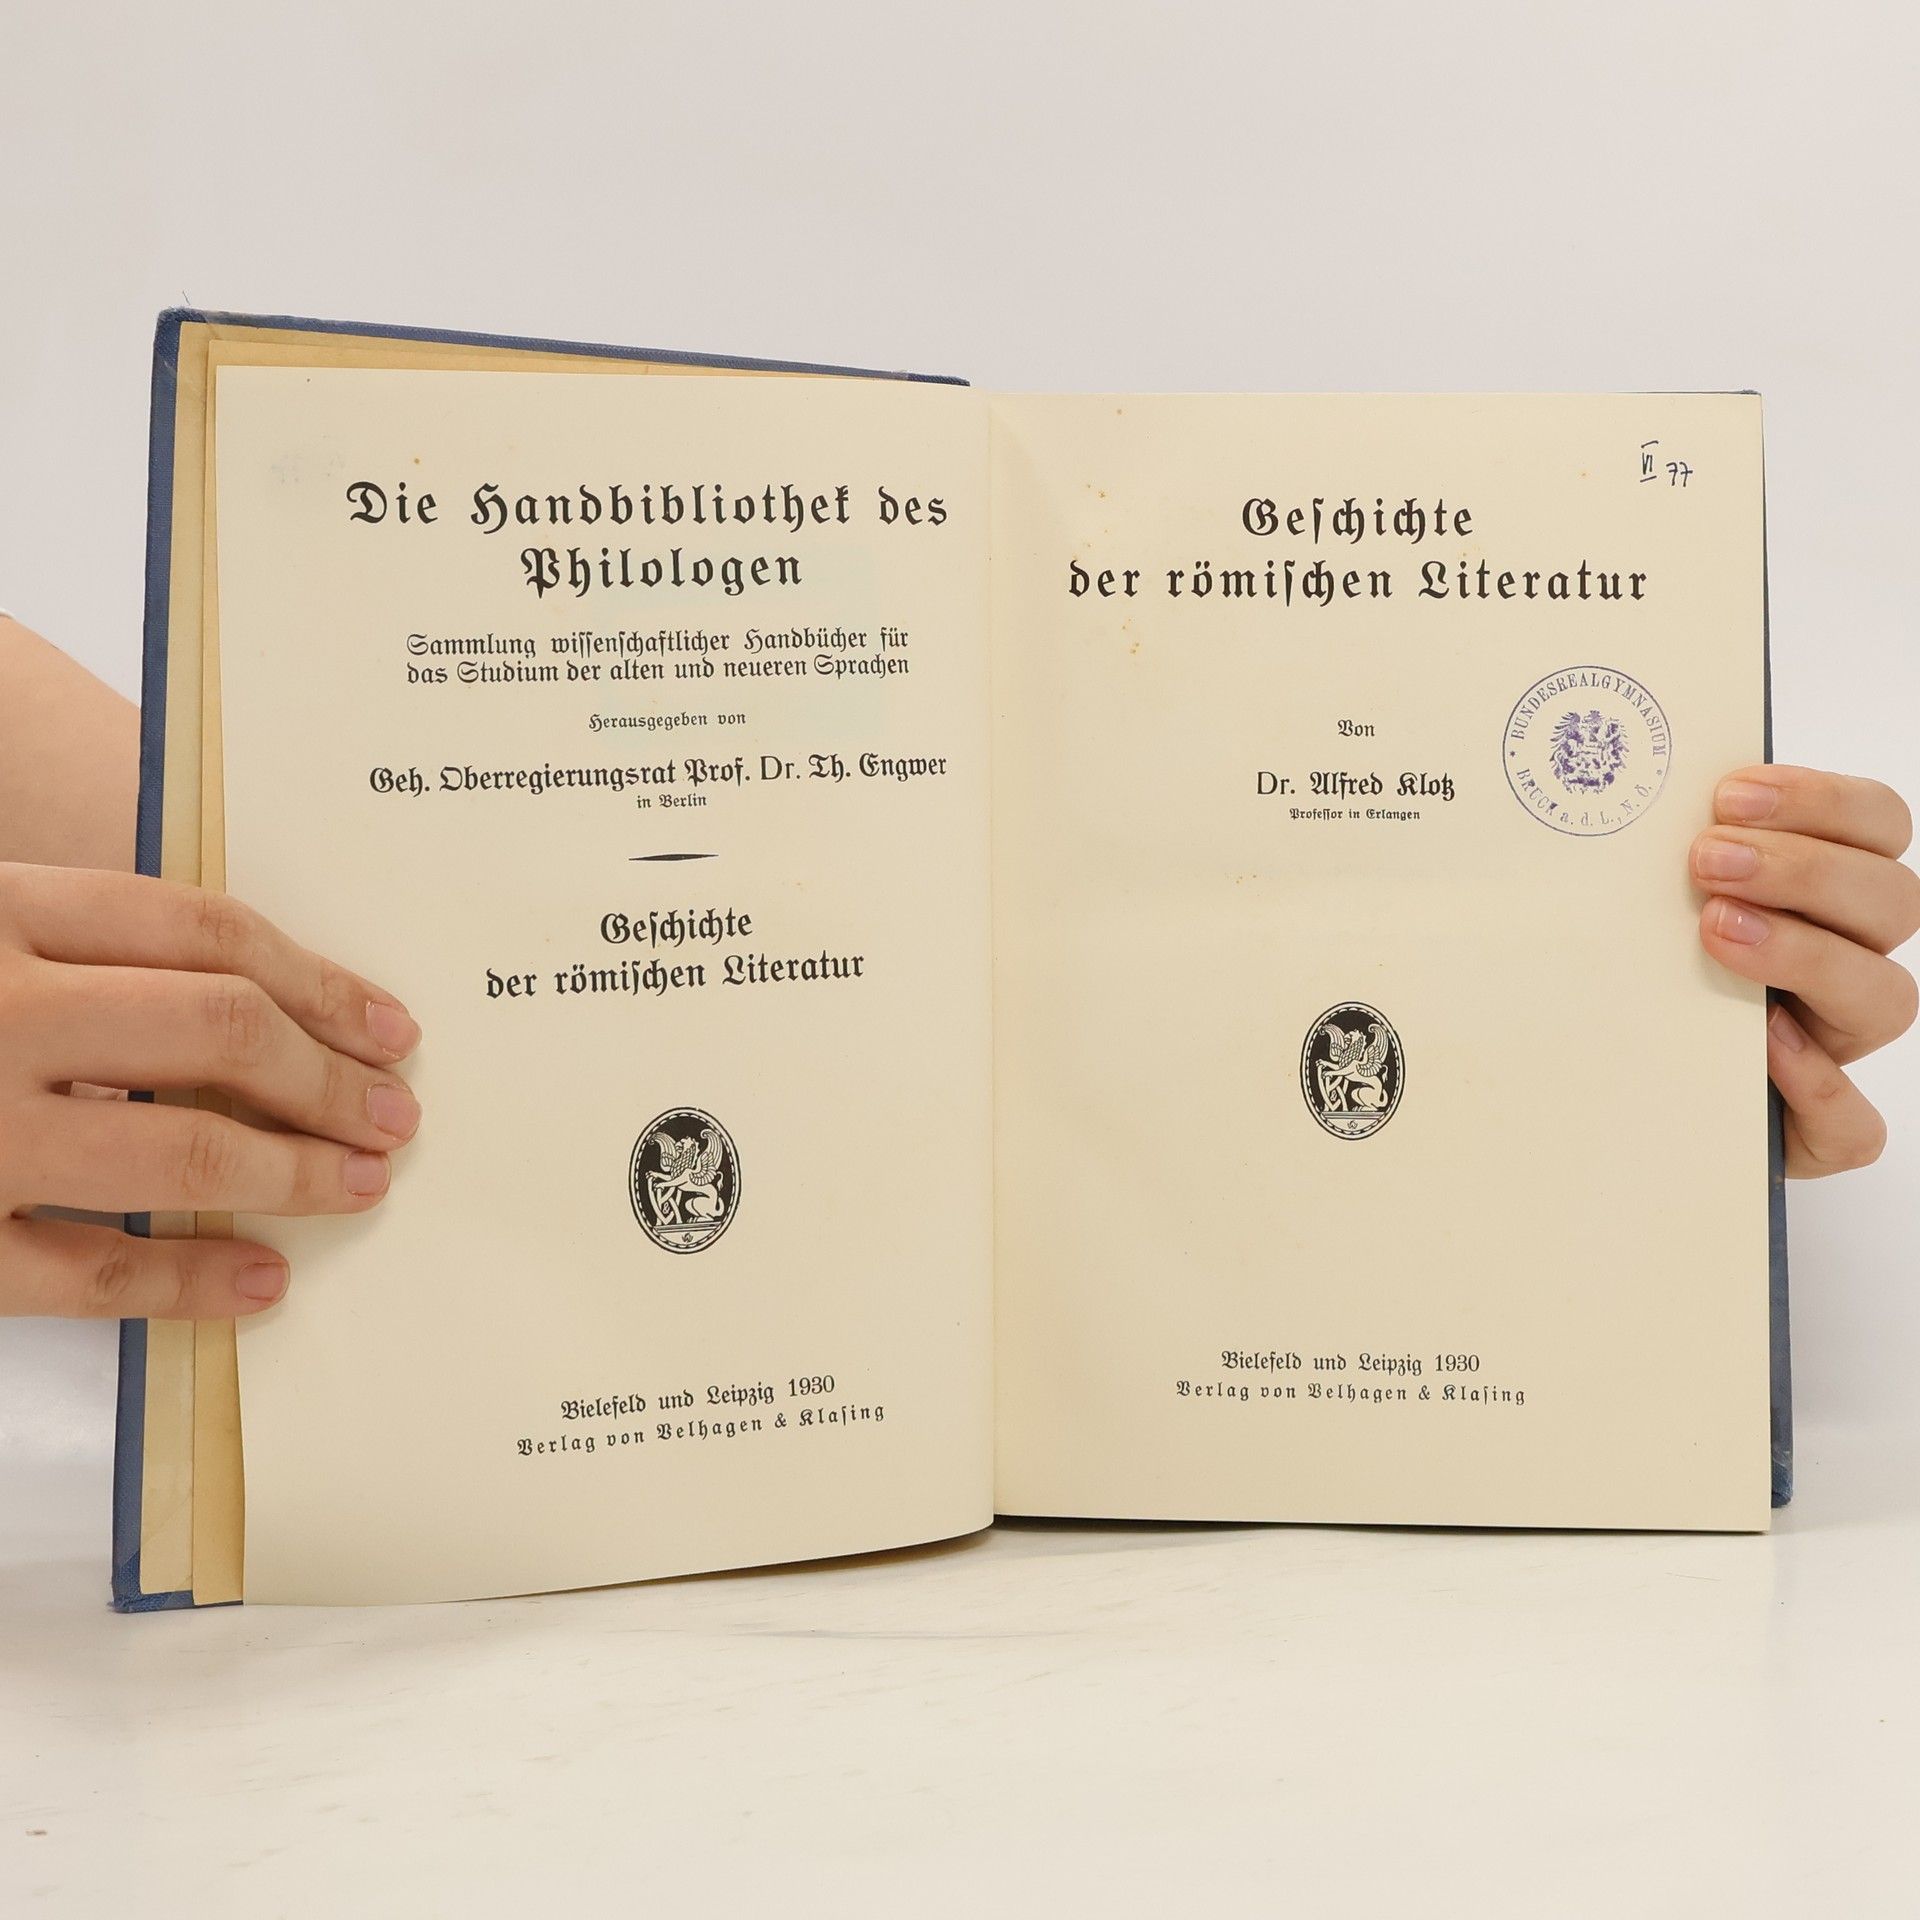 Die Handbibliothek des
Philologen
Sammlung wissenschaftlicher Handbücher für
das Studium der alten und neueren Sprachen
Herausgegeben von
Geh. Oberregierungsrat Prof. Dr. Th. Engwer
in Berlin
Geschichte
der römischen Literatur
Bielefeld und Leipzig 1930
Verlag von Velhagen & Klasing
VI 77
Geschichte
der römischen Literatur
Von
Dr. Alfred Klotz
Professor in Erlangen
* BUNDESREALGYMNASIUM *
BRUCK a. d. L., N. Ö.
Bielefeld und Leipzig 1930
Verlag von Velhagen & Klasing